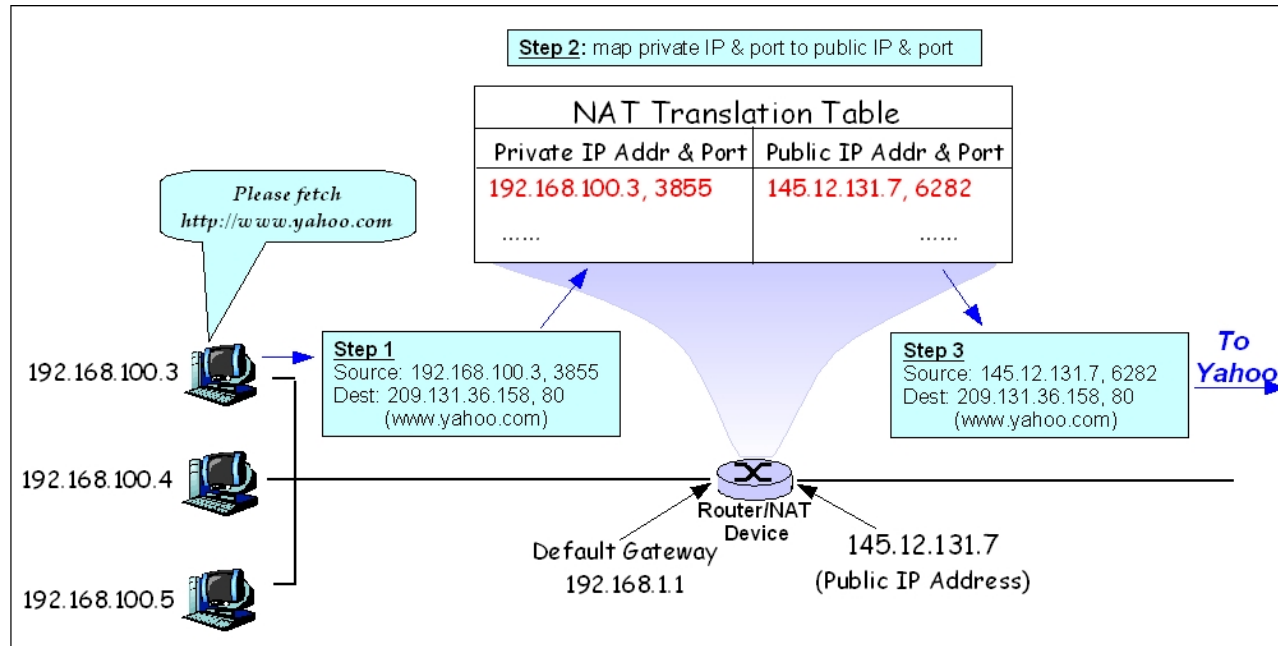 Step 2: map private IP & port to public IP & port
NAT Translation Table
Private IP Addr & Port
Public IP Addr & Port
192.168.100.3, 3855
145.12.131.7, 6282
......
......
Please fetch
http://www.yahoo.com
192.168.100.3
Step 1
Source: 192.168.100.3, 3855
Dest: 209.131.36.158, 80
(www.yahoo.com)
Step 3
Source: 145.12.131.7, 6282
Dest: 209.131.36.158, 80
(www.yahoo.com)
To
Yahoo
192.168.100.4
Router/NAT
Device
Default Gateway
192.168.1.1
145.12.131.7
(Public IP Address)
192.168.100.5